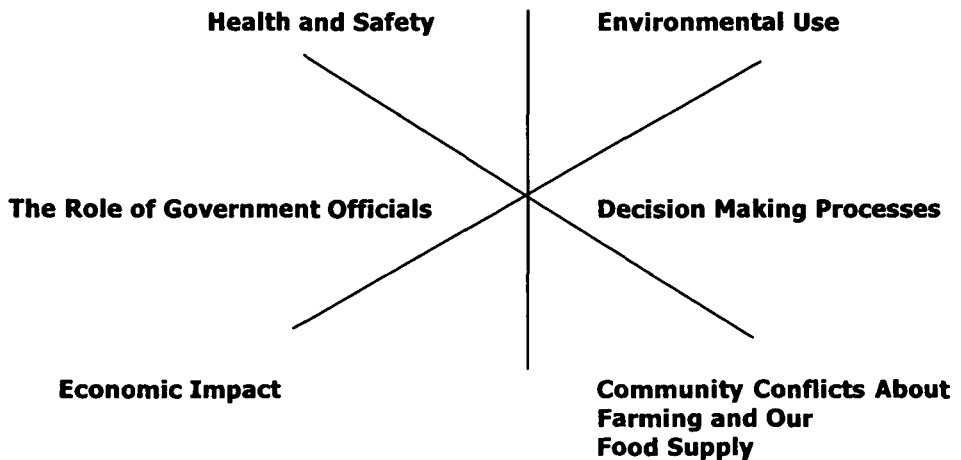 Health and Safety
Environmental Use
The Role of Government Officials
Decision Making Processes
Economic Impact
Community Conflicts About
Farming and Our
Food Supply